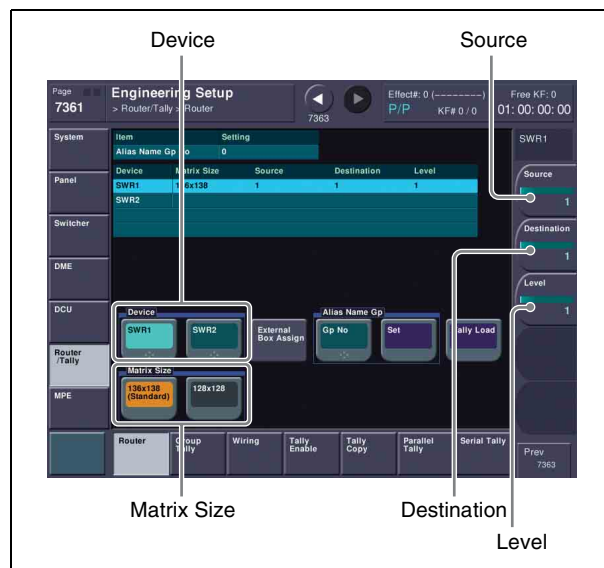 Device
Source
Page
7361
Engineering Setup
> Router/Tally > Router
7363
Effect#: 0 (--------)
P/P KF# 0 / 0
Free KF: 0
01: 00: 00: 00
System
Panel
Switcher
DME
DCU
Router
/Tally
MPE
Item Setting
Alias Name Gp No 0
Device Matrix Size Source Destination Level
SWR1 136x138 1 1 1
SWR2
SWR1
Source
1
Destination
1
Level
1
Device
SWR1
SWR2
External
Box Assign
Alias Name Gp
Gp No
Set
Tally Load
Matrix Size
136x138
(Standard)
128x128
Router
Group
Tally
Wiring
Tally
Enable
Tally
Copy
Parallel
Tally
Serial Tally
Prev
7363
Matrix Size
Destination
Level